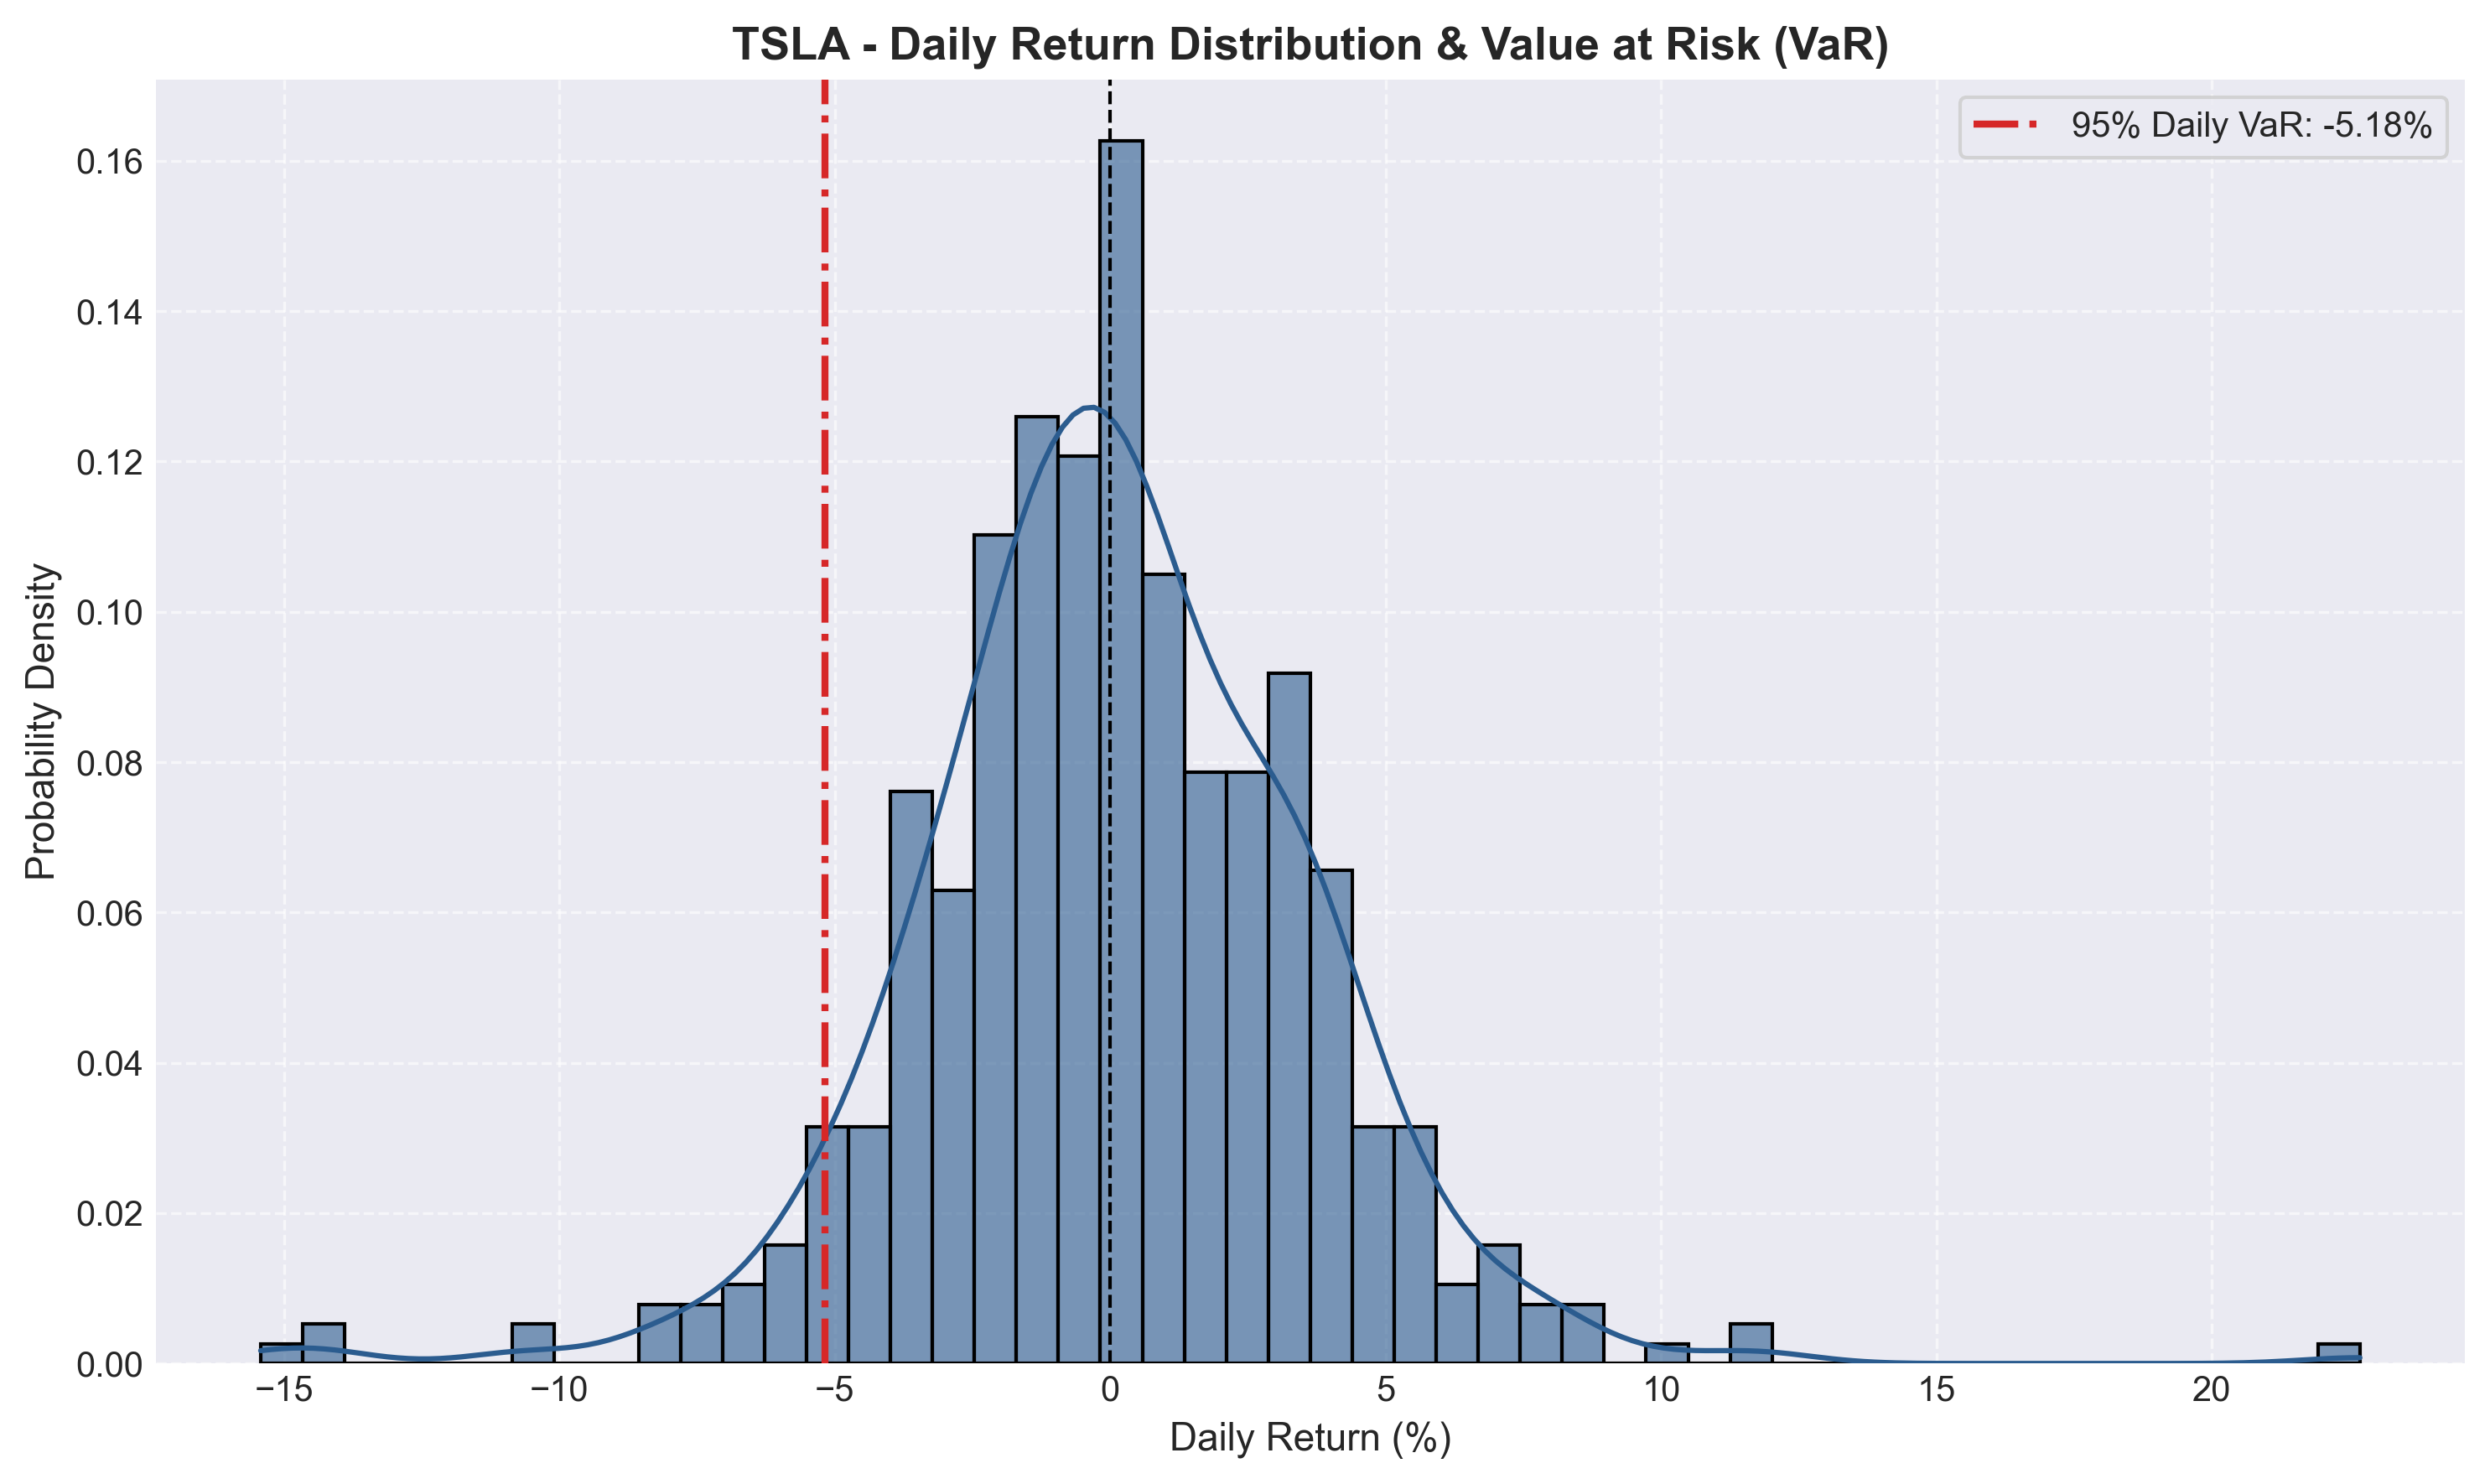 TSLA - Daily Return Distribution & Value at Risk (VaR)
95% Daily VaR: -5.18%
Probability Density
0.16
0.14
0.12
0.10
0.08
0.06
0.04
0.02
0.00
−15 −10 −5 0 5 10 15 20
Daily Return (%)